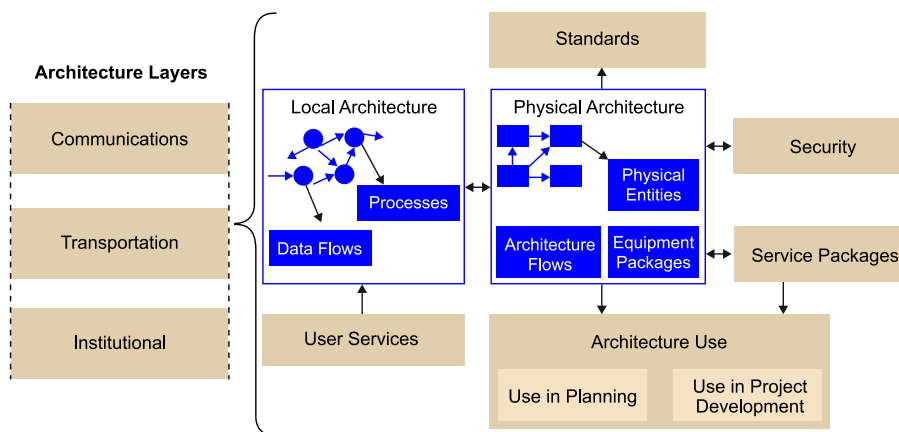 Architecture Layers
Communications
Transportation
Institutional
Local Architecture
Processes
Data Flows
User Services
Standards
Physical Architecture
Physical
Entities
Architecture
Flows
Equipment
Packages
Security
Service Packages
Architecture Use
Use in Planning
Use in Project
Development